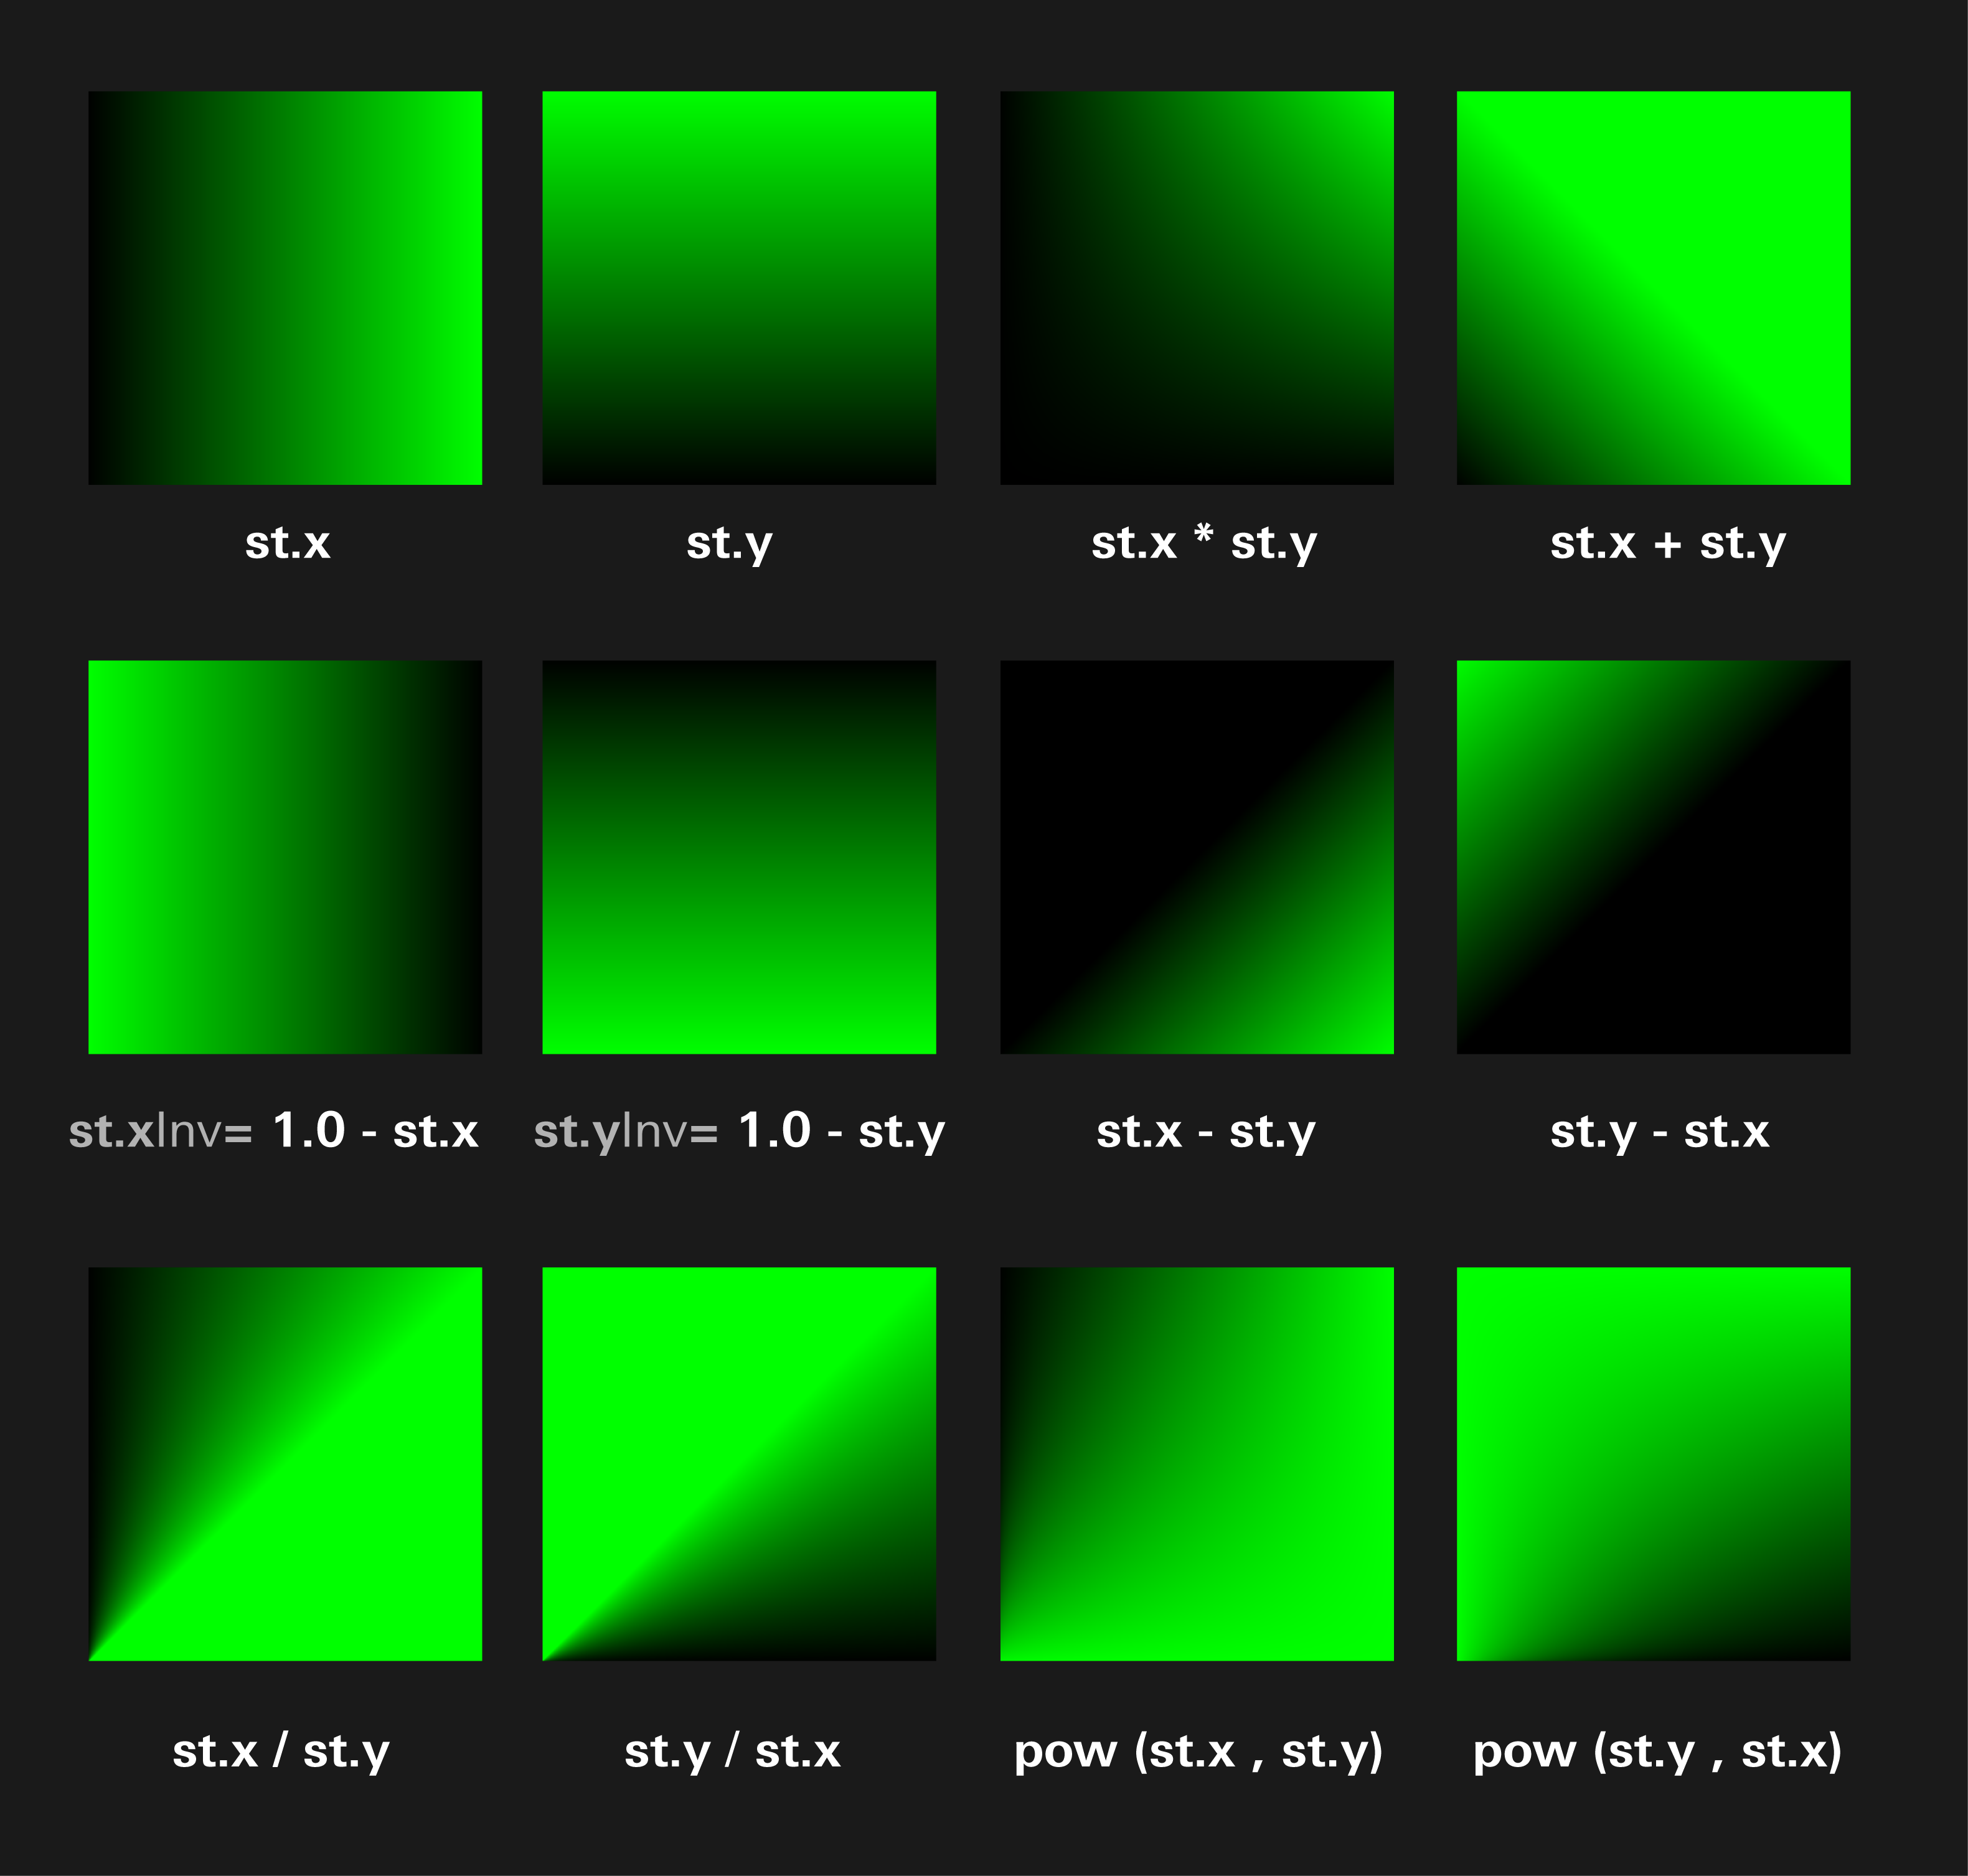 st.x
st.y
st.x * st.y
st.x + st.y
st.xInv= 1.0 - st.x
st.yInv= 1.0 - st.y
st.x - st.y
st.y - st.x
st.x / st.y
st.y / st.x
pow (st.x , st.y)
pow (st.y , st.x)